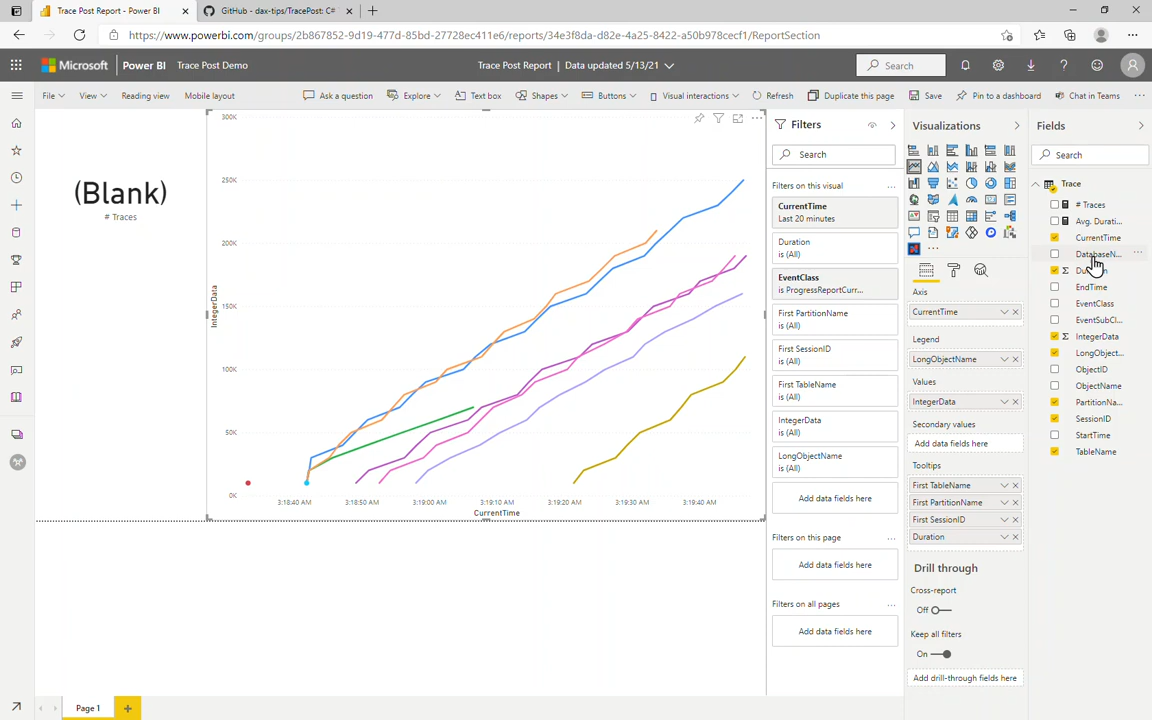 Trace Post Report - Power BI
GitHub - dax-tips/TracePost: C#
https://www.powerbi.com/groups/2b867852-9d19-477d-85bd-27728ec411e6/reports/34e3f8da-d82e-4a25-8422-a50b978cecf1/ReportSection
Microsoft
Power BI
Trace Post Demo
Trace Post Report | Data updated 5/13/21
Search
File
View
Reading view
Mobile layout
Ask a question
Explore
Text box
Shapes
Buttons
Visual interactions
Refresh
Duplicate this page
Save
Pin to a dashboard
Chat in Teams
(Blank)
# Traces
300K
250K
200K
150K
100K
50K
0K
IntegerData
3:18:40 AM
3:18:50 AM
3:19:00 AM
3:19:10 AM
3:19:20 AM
3:19:30 AM
3:19:40 AM
CurrentTime
Filters
Search
Filters on this visual
CurrentTime
Last 20 minutes
Duration
is (All)
EventClass
is ProgressReportCurr...
First PartitionName
is (All)
First SessionID
is (All)
First TableName
is (All)
IntegerData
is (All)
LongObjectName
is (All)
Add data fields here
Filters on this page
Add data fields here
Filters on all pages
Add data fields here
Visualizations
Axis
CurrentTime
Legend
LongObjectName
Values
IntegerData
Secondary values
Add data fields here
Tooltips
First TableName
First PartitionName
First SessionID
Duration
Drill through
Cross-report
Off
Keep all filters
On
Add drill-through fields here
Fields
Search
Trace
# Traces
Avg. Durati...
CurrentTime
DatabaseN...
EndTime
EventClass
EventSubCl...
IntegerData
LongObject...
ObjectID
ObjectName
PartitionNa...
SessionID
StartTime
TableName
Page 1